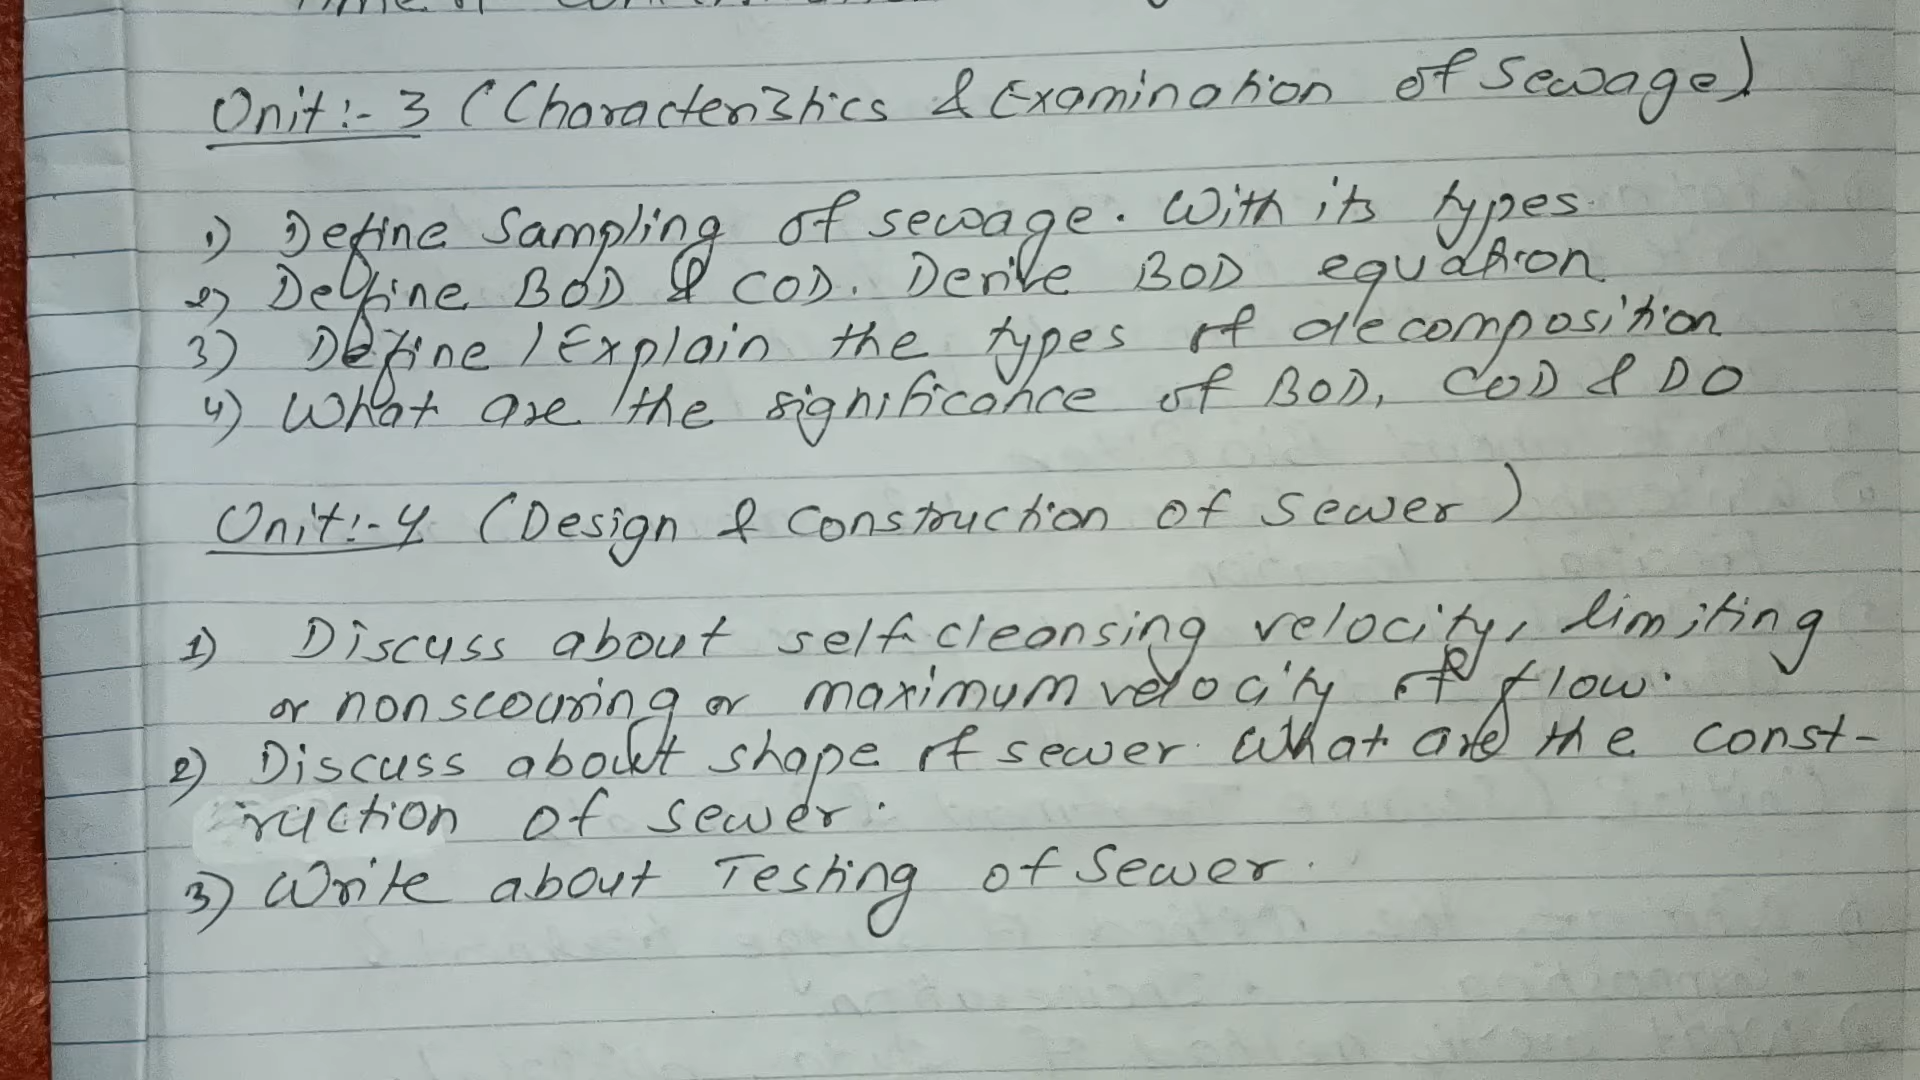 Unit:- 3 (Characteristics & Examination of Sewage)
1) Define Sampling of sewage. With its types.
2) Define BOD & COD. Derive BOD equation
3) Define / Explain the types of decomposition
4) What are the significance of BOD, COD & DO
Unit:- 4 (Design & Construction of Sewer)
1) Discuss about self cleansing velocity, limiting
or nonscouring or maximum velocity of flow.
2) Discuss about shape of sewer. What are the const-
ruction of sewer.
3) Write about Testing of Sewer.